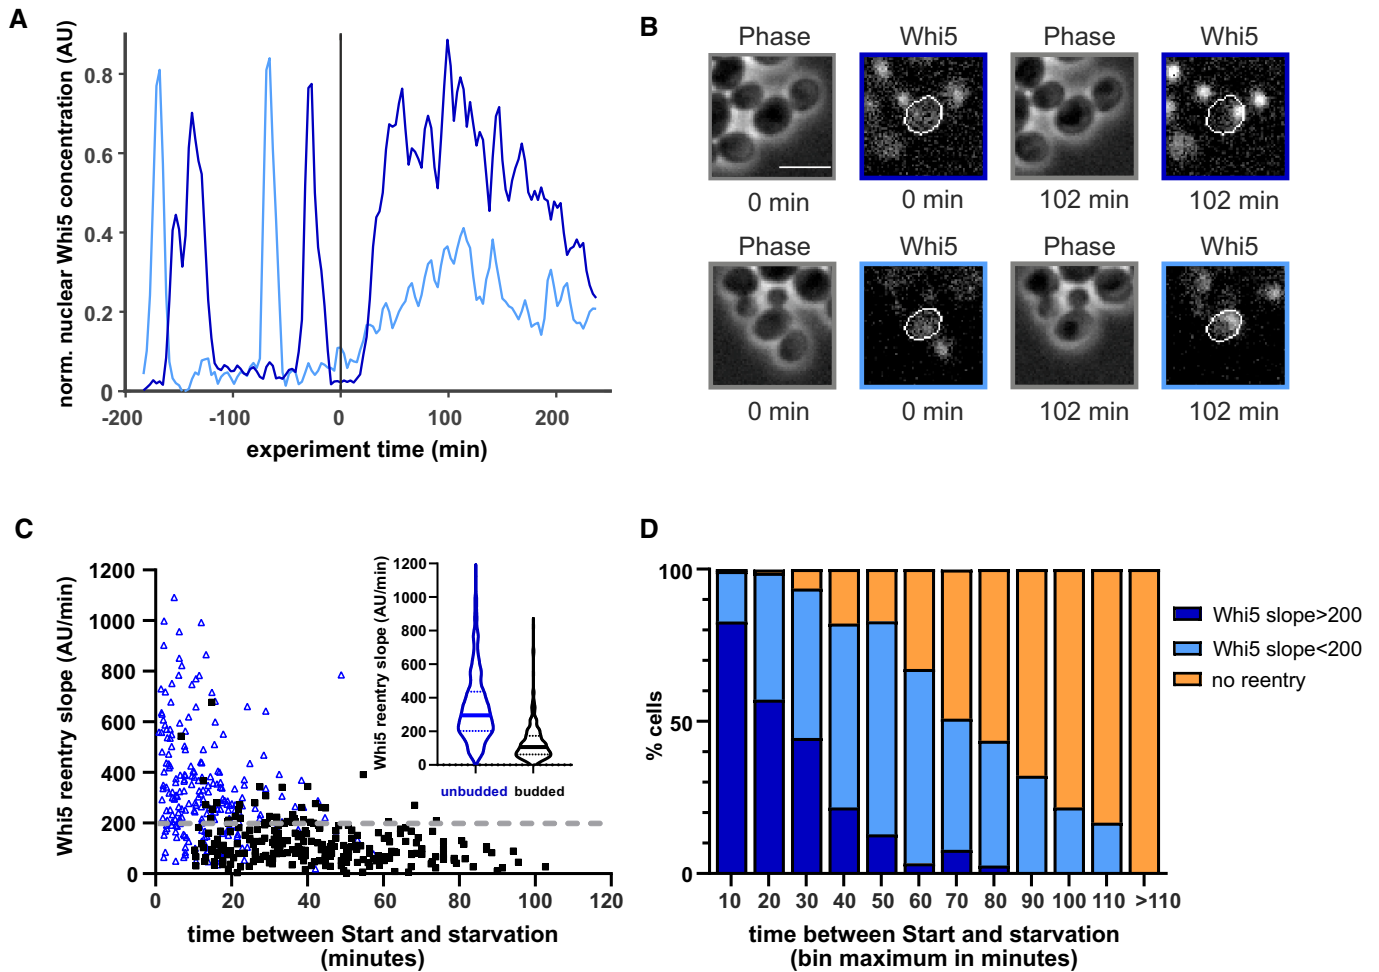 A
norm. nuclear Whi5 concentration (AU)
0.8
0.6
0.4
0.2
0
-200
-100
0
100
200
experiment time (min)
B
Phase
Whi5
Phase
Whi5
0 min
0 min
102 min
102 min
Phase
Whi5
Phase
Whi5
0 min
0 min
102 min
102 min
C
Whi5 reentry slope (AU/min)
1200
1000
800
600
400
200
0
0
20
40
60
80
100
120
time between Start and starvation
(minutes)
Whi5 reentry slope (AU/min)
1200
1000
800
600
400
200
0
unbudded
budded
D
% cells
100
50
0
10
20
30
40
50
60
70
80
90
100
110
>110
time between Start and starvation
(bin maximum in minutes)
Whi5 slope>200
Whi5 slope<200
no reentry